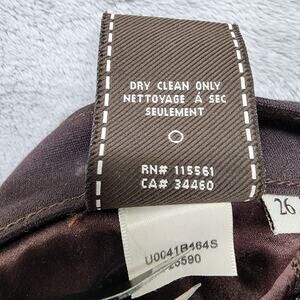 DRY CLEAN ONLY
NETTOYAGE Á SEC
SEULEMENT
RN# 115561
CA# 34460
26
U0041B464S